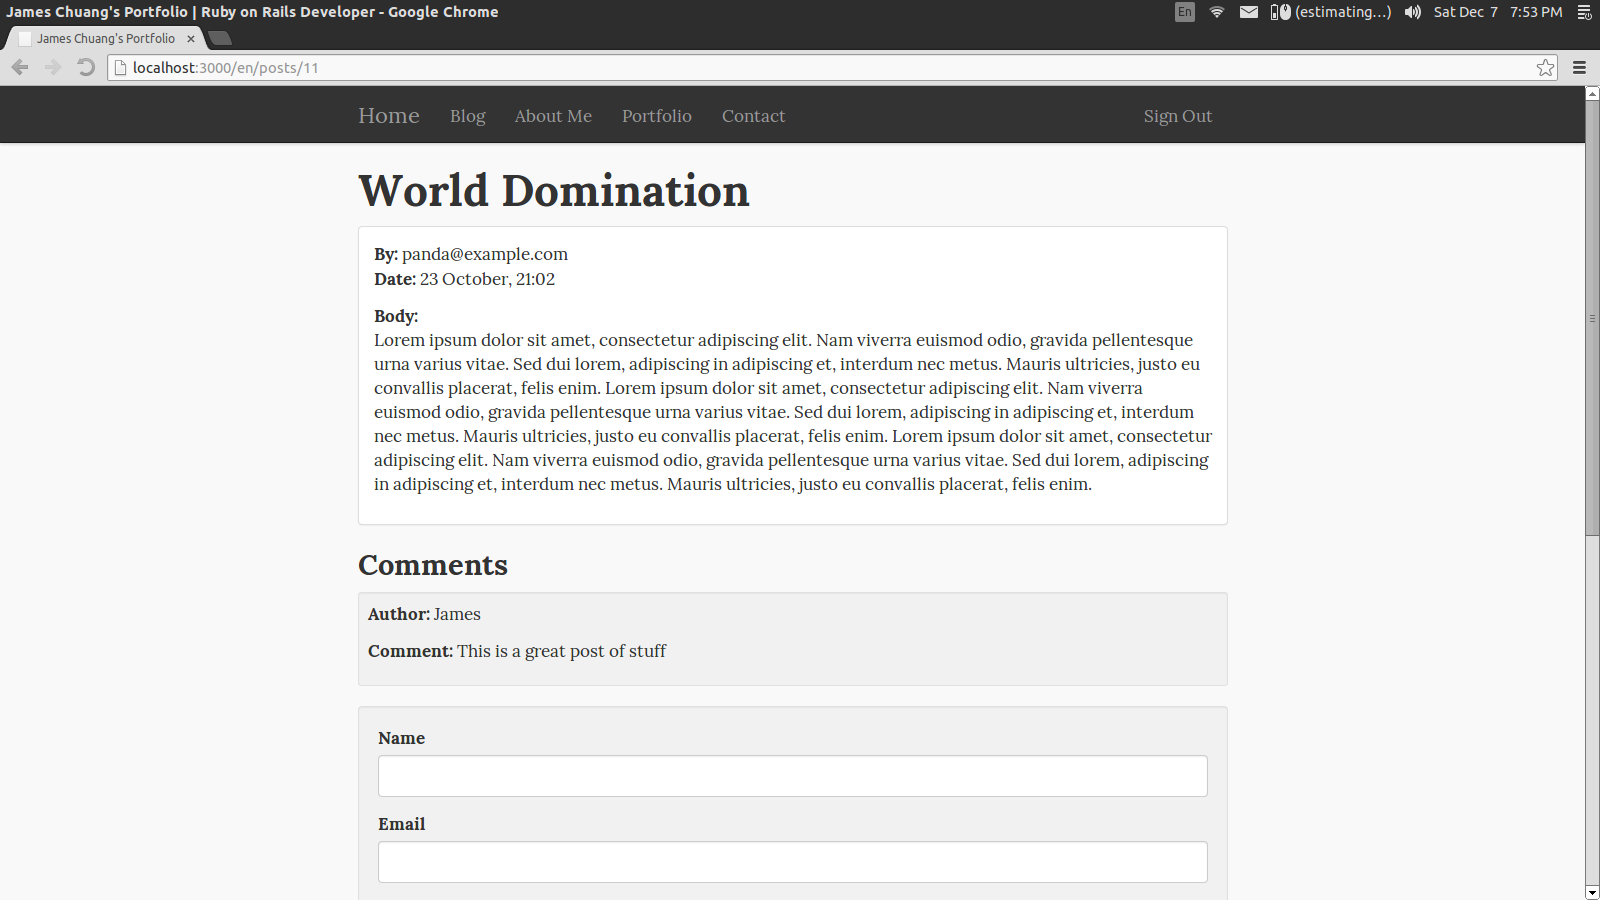 James Chuang's Portfolio | Ruby on Rails Developer - Google Chrome
En (estimating...) Sat Dec 7 7:53 PM
James Chuang's Portfolio ×
localhost:3000/en/posts/11
Home Blog About Me Portfolio Contact Sign Out
World Domination
By: panda@example.com
Date: 23 October, 21:02
Body:
Lorem ipsum dolor sit amet, consectetur adipiscing elit. Nam viverra euismod odio, gravida pellentesque
urna varius vitae. Sed dui lorem, adipiscing in adipiscing et, interdum nec metus. Mauris ultricies, justo eu
convallis placerat, felis enim. Lorem ipsum dolor sit amet, consectetur adipiscing elit. Nam viverra
euismod odio, gravida pellentesque urna varius vitae. Sed dui lorem, adipiscing in adipiscing et, interdum
nec metus. Mauris ultricies, justo eu convallis placerat, felis enim. Lorem ipsum dolor sit amet, consectetur
adipiscing elit. Nam viverra euismod odio, gravida pellentesque urna varius vitae. Sed dui lorem, adipiscing
in adipiscing et, interdum nec metus. Mauris ultricies, justo eu convallis placerat, felis enim.
Comments
Author: James
Comment: This is a great post of stuff
Name
Email